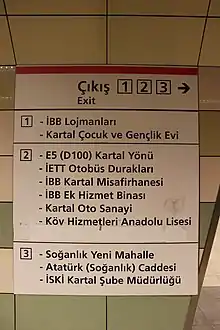 Çıkış 1 2 3 →
Exit
1 - İBB Lojmanları
- Kartal Çocuk ve Gençlik Evi
2 - E5 (D100) Kartal Yönü
- İETT Otobüs Durakları
- İBB Kartal Misafirhanesi
- İBB Ek Hizmet Binası
- Kartal Oto Sanayi
- Köv Hizmetleri Anadolu Lisesi
3 - Soğanlık Yeni Mahalle
- Atatürk (Soğanlık) Caddesi
- İSKİ Kartal Şube Müdürlüğü